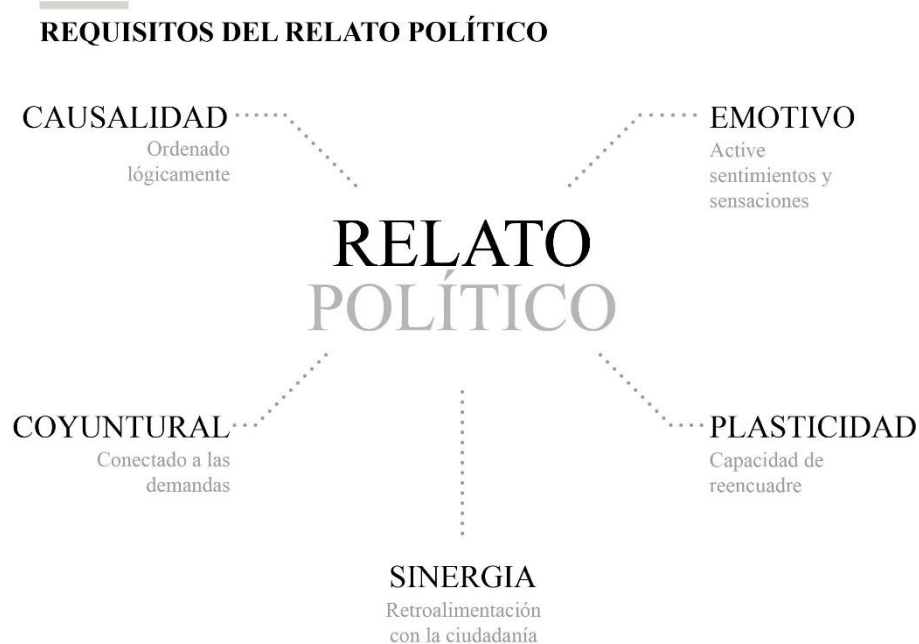 REQUISITOS DEL RELATO POLÍTICO
CAUSALIDAD
Ordenado
lógicamente
EMOTIVO
Active
sentimientos y
sensaciones
RELATO
POLÍTICO
COYUNTURAL
Conectado a las
demandas
PLASTICIDAD
Capacidad de
reencuadre
SINERGIA
Retroalimentación
con la ciudadanía